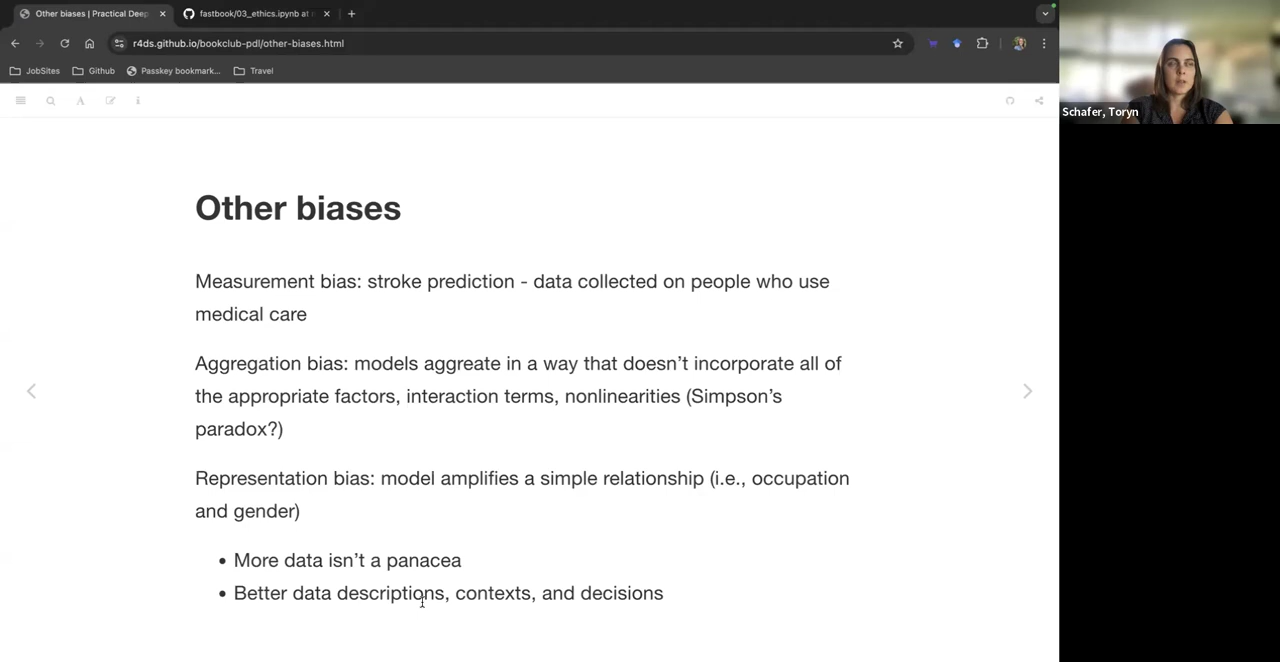 Other biases | Practical Deep
fastbook/03_ethics.ipynb at
r4ds.github.io/bookclub-pdl/other-biases.html
JobSites
Github
Passkey bookmark...
Travel
Schafer, Toryn
Other biases
Measurement bias: stroke prediction - data collected on people who use
medical care
Aggregation bias: models aggreate in a way that doesn't incorporate all of
the appropriate factors, interaction terms, nonlinearities (Simpson's
paradox?)
Representation bias: model amplifies a simple relationship (i.e., occupation
and gender)
• More data isn't a panacea
• Better data descriptions, contexts, and decisions